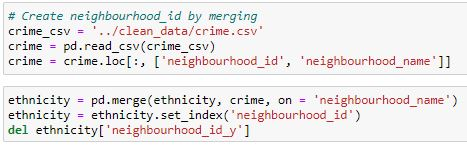 # Create neighbourhood_id by merging
crime_csv = '../clean_data/crime.csv'
crime = pd.read_csv(crime_csv)
crime = crime.loc[:, ['neighbourhood_id', 'neighbourhood_name']]
ethnicity = pd.merge(ethnicity, crime, on = 'neighbourhood_name')
ethnicity = ethnicity.set_index('neighbourhood_id')
del ethnicity['neighbourhood_id_y']